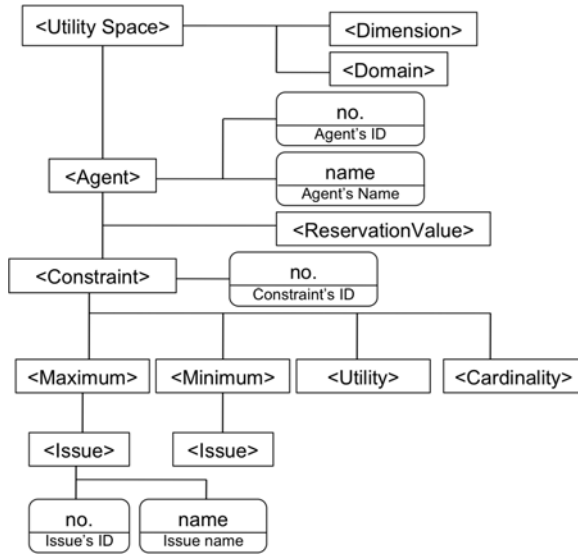 <Utility Space>
<Dimension>
<Domain>
no.
Agent's ID
<Agent>
name
Agent's Name
<ReservationValue>
<Constraint>
no.
Constraint's ID
<Maximum>
<Minimum>
<Utility>
<Cardinality>
<Issue>
<Issue>
no.
Issue's ID
name
Issue name